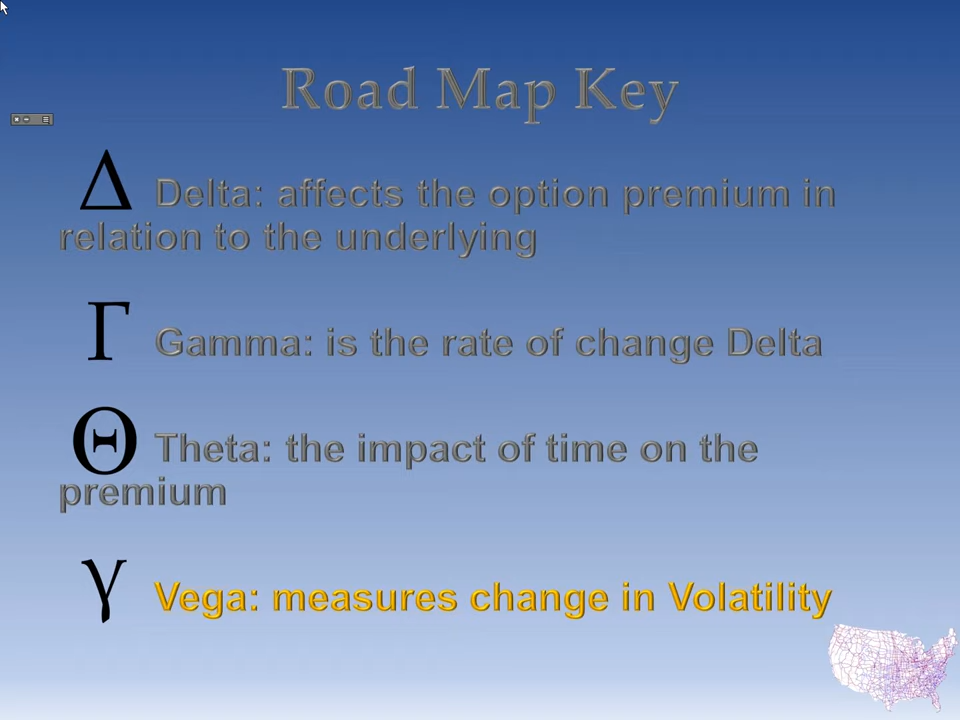 Road Map Key
Δ Delta: affects the option premium in
relation to the underlying
Γ Gamma: is the rate of change Delta
Θ Theta: the impact of time on the
premium
γ Vega: measures change in Volatility